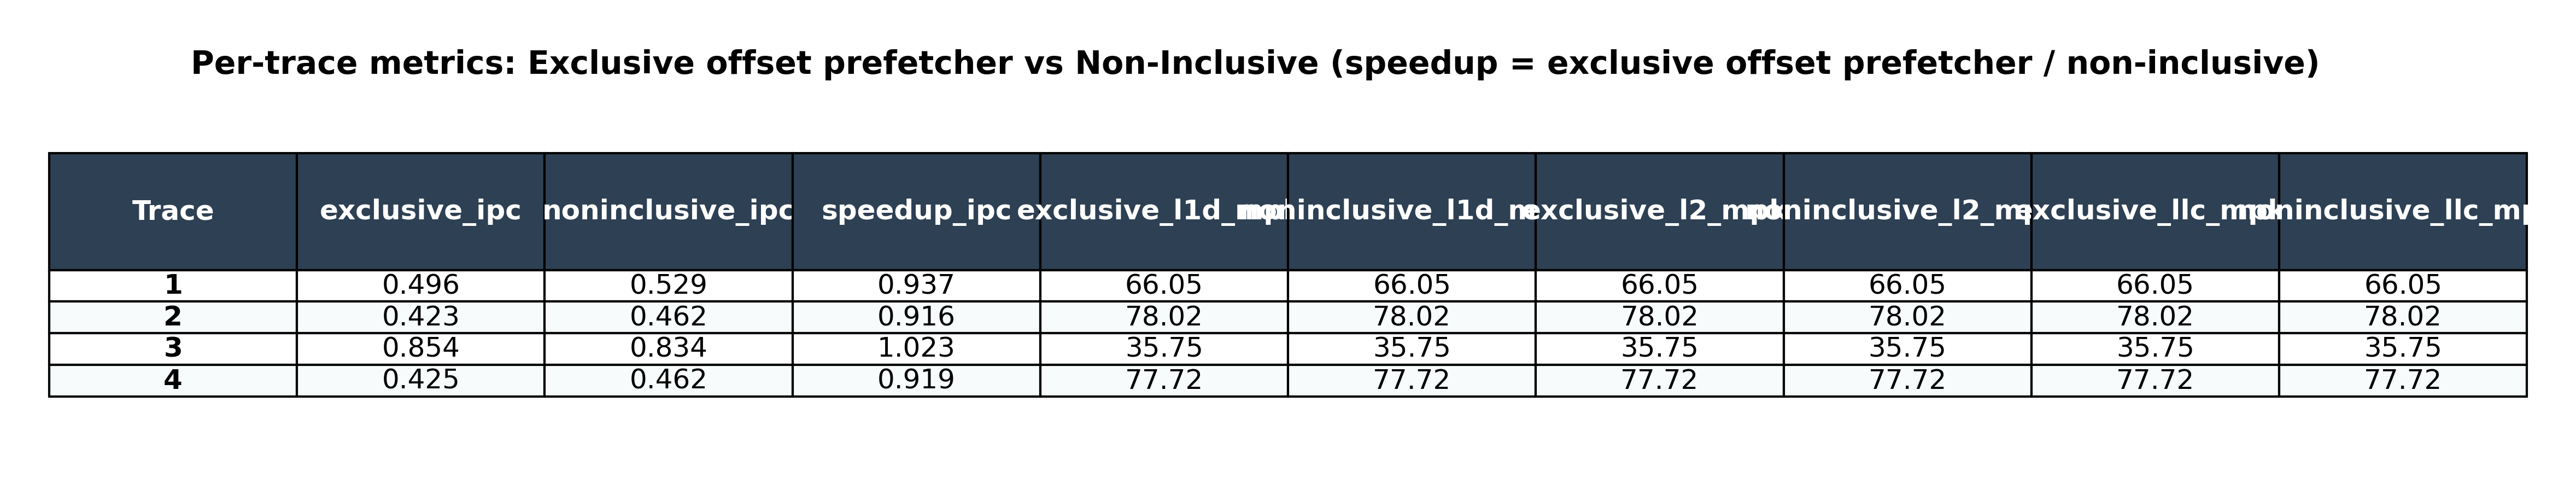 Per-trace metrics: Exclusive offset prefetcher vs Non-Inclusive (speedup = exclusive offset prefetcher / non-inclusive)
Trace exclusive_ipc noninclusive_ipc speedup_ipc exclusive_l1d_mpki noninclusive_l1d_m exclusive_l2_mpki noninclusive_l2_mp exclusive_llc_mpki noninclusive_llc_mp
1 0.496 0.529 0.937 66.05 66.05 66.05 66.05 66.05 66.05
2 0.423 0.462 0.916 78.02 78.02 78.02 78.02 78.02 78.02
3 0.854 0.834 1.023 35.75 35.75 35.75 35.75 35.75 35.75
4 0.425 0.462 0.919 77.72 77.72 77.72 77.72 77.72 77.72